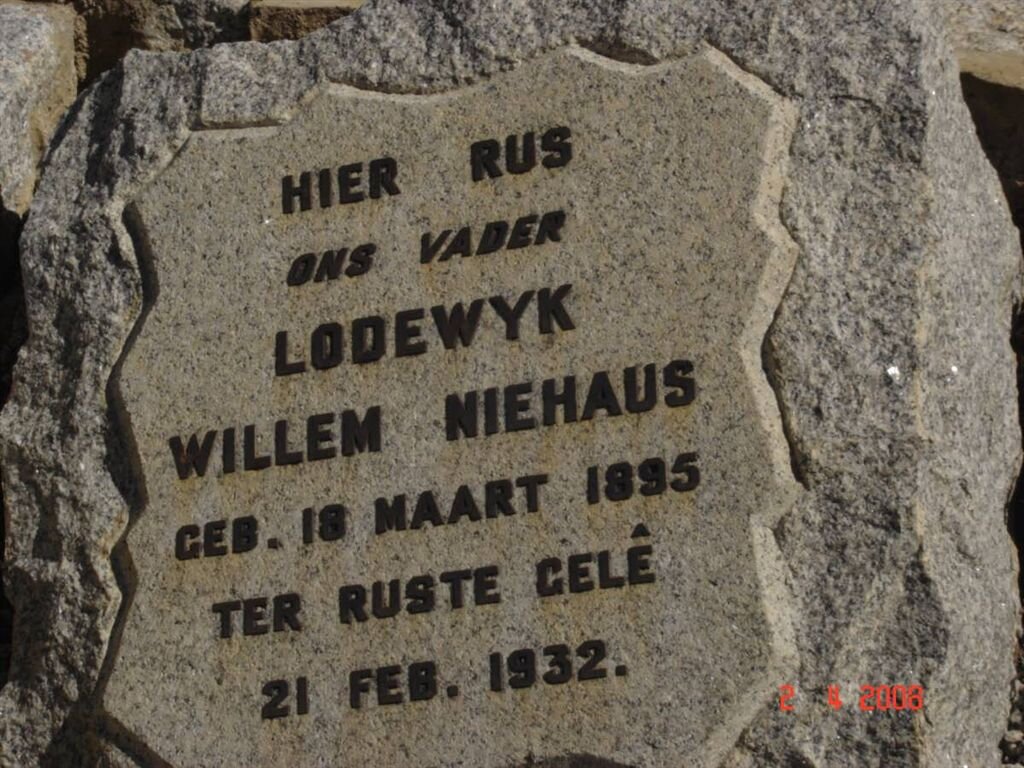 HIER RUS
ONS VADER
LODEWYK
WILLEM NIEHAUS
GEB. 18 MAART 1895
TER RUSTE GELÊ
21 FEB. 1932.
2 4 2008